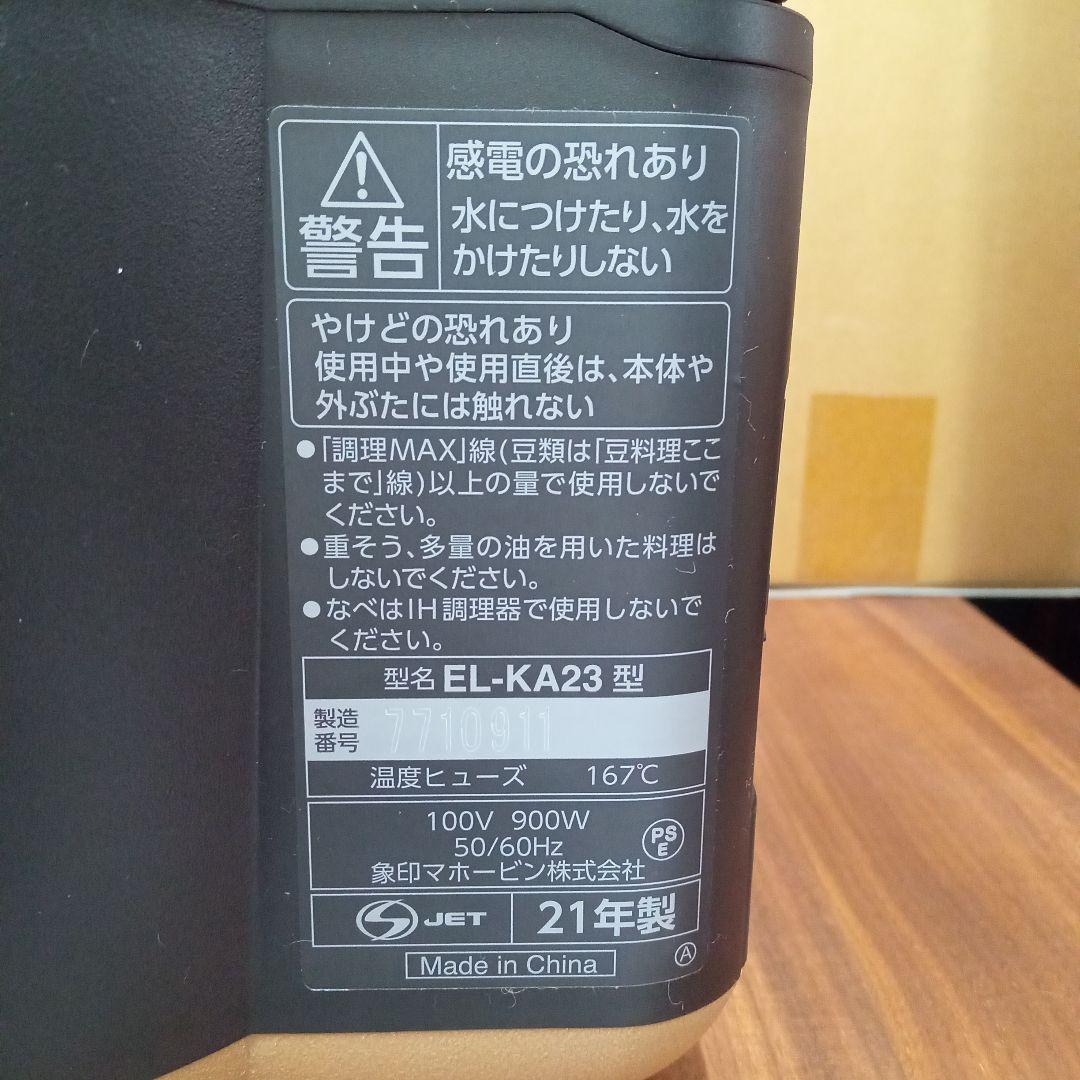 警告
感電の恐れあり
水につけたり、水を
かけたりしない
やけどの恐れあり
使用中や使用直後は、本体や
外ぶたには触れない
●「調理MAX」線(豆類は「豆料理ここ
まで」線)以上の量で使用しないで
ください。
●重そう、多量の油を用いた料理は
しないでください。
●なべはIH調理器で使用しないで
ください。
型名 EL-KA23 型
製造
番号 7710911
温度ヒューズ 167℃
100V 900W
50/60Hz
PS
E
象印マホービン株式会社
S JET 21年製
Made in China
A